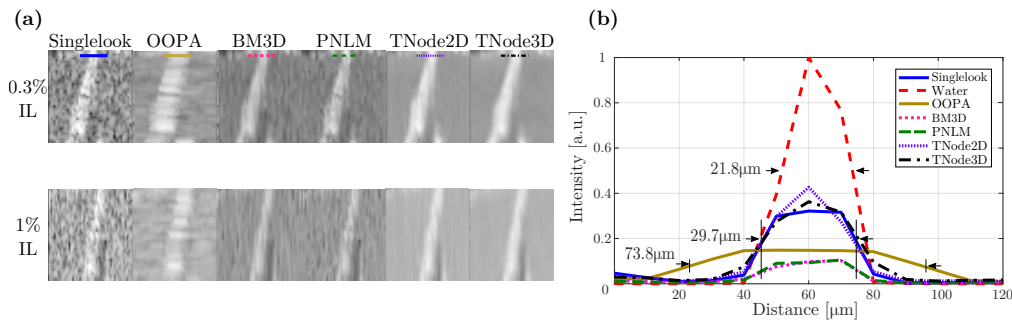 (a)
Singlelook OOPA BM3D PNLM TNode2D TNode3D
0.3%
IL
1%
IL
(b)
Intensity [a.u.]
1
0.8
0.6
0.4
0.2
0
0 20 40 60 80 100 120
Distance [μm]
21.8μm
29.7μm
73.8μm
Singlelook
Water
OOPA
BM3D
PNLM
TNode2D
TNode3D